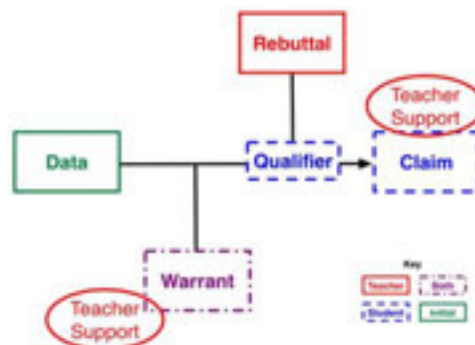 Rebuttal
Teacher
Support
Data
Qualifier
Claim
Warrant
Teacher
Support
Key
Teacher
Both
Student
Initial